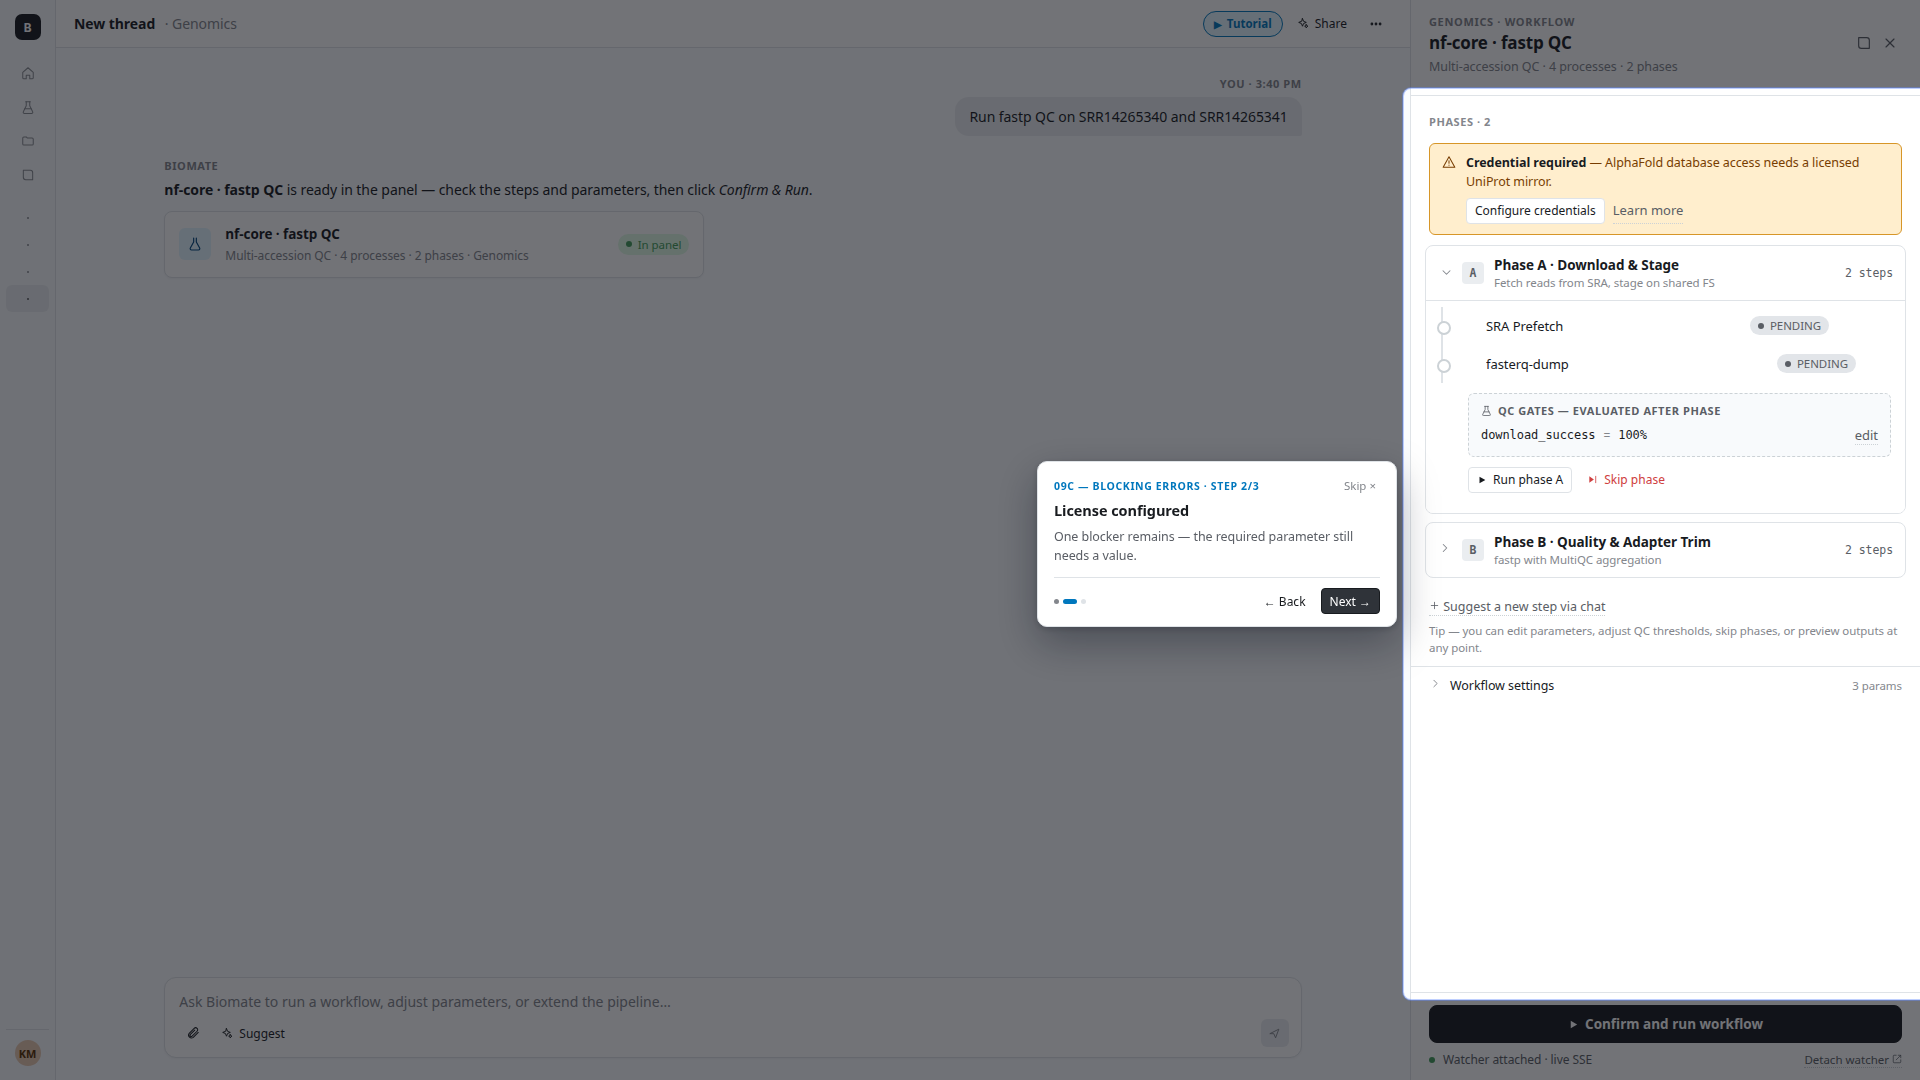 B
New thread · Genomics
▶ Tutorial
Share
•••
YOU · 3:40 PM
Run fastp QC on SRR14265340 and SRR14265341
BIOMATE
nf-core · fastp QC is ready in the panel — check the steps and parameters, then click Confirm & Run.
nf-core · fastp QC
Multi-accession QC · 4 processes · 2 phases · Genomics
In panel
09C — BLOCKING ERRORS · STEP 2/3
Skip ×
License configured
One blocker remains — the required parameter still
needs a value.
← Back
Next →
Ask Biomate to run a workflow, adjust parameters, or extend the pipeline...
Suggest
KM
GENOMICS · WORKFLOW
nf-core · fastp QC
Multi-accession QC · 4 processes · 2 phases
PHASES · 2
Credential required — AlphaFold database access needs a licensed
UniProt mirror.
Configure credentials
Learn more
A
Phase A · Download & Stage
Fetch reads from SRA, stage on shared FS
2 steps
SRA Prefetch
PENDING
fasterq-dump
PENDING
QC GATES — EVALUATED AFTER PHASE
download_success = 100%
edit
Run phase A
Skip phase
B
Phase B · Quality & Adapter Trim
fastp with MultiQC aggregation
2 steps
+ Suggest a new step via chat
Tip — you can edit parameters, adjust QC thresholds, skip phases, or preview outputs at
any point.
Workflow settings
3 params
Confirm and run workflow
Watcher attached · live SSE
Detach watcher